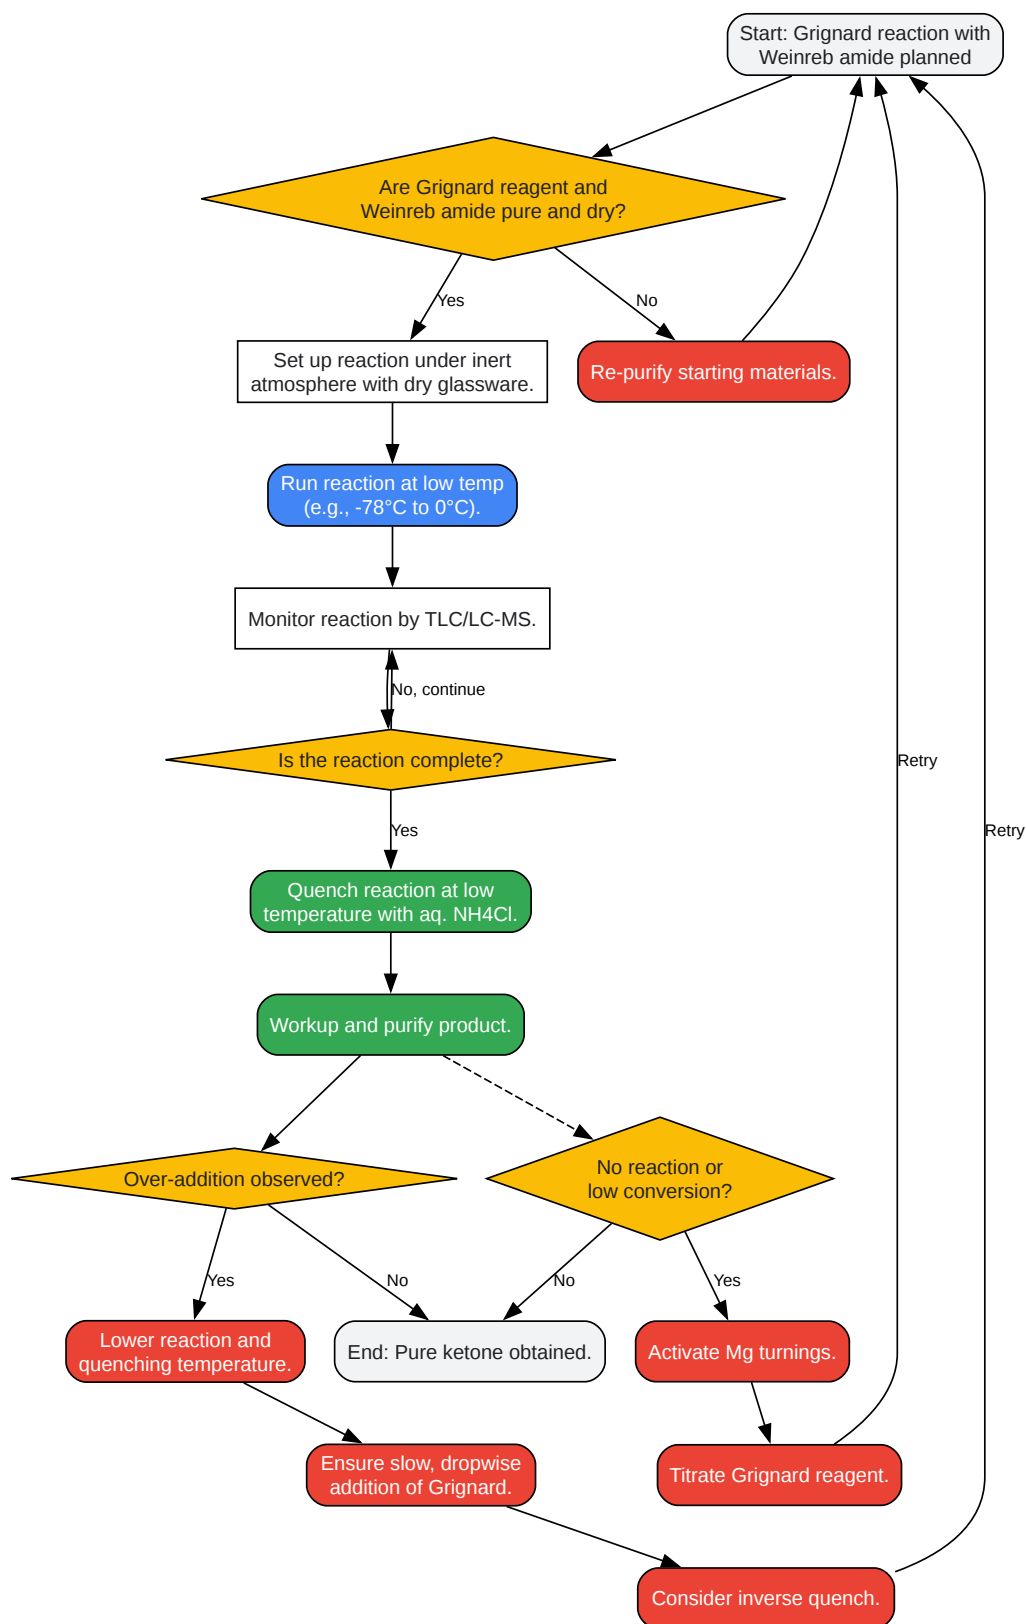 Start: Grignard reaction with
Weinreb amide planned
Are Grignard reagent and
Weinreb amide pure and dry?
Yes
No
Set up reaction under inert
atmosphere with dry glassware.
Re-purify starting materials.
Run reaction at low temp
(e.g., -78°C to 0°C).
Monitor reaction by TLC/LC-MS.
No, continue
Is the reaction complete?
Retry
Yes
Retry
Quench reaction at low
temperature with aq. NH4Cl.
Workup and purify product.
Over-addition observed?
No reaction or
low conversion?
Yes
No
No
Yes
Lower reaction and
quenching temperature.
End: Pure ketone obtained.
Activate Mg turnings.
Ensure slow, dropwise
addition of Grignard.
Titrate Grignard reagent.
Consider inverse quench.